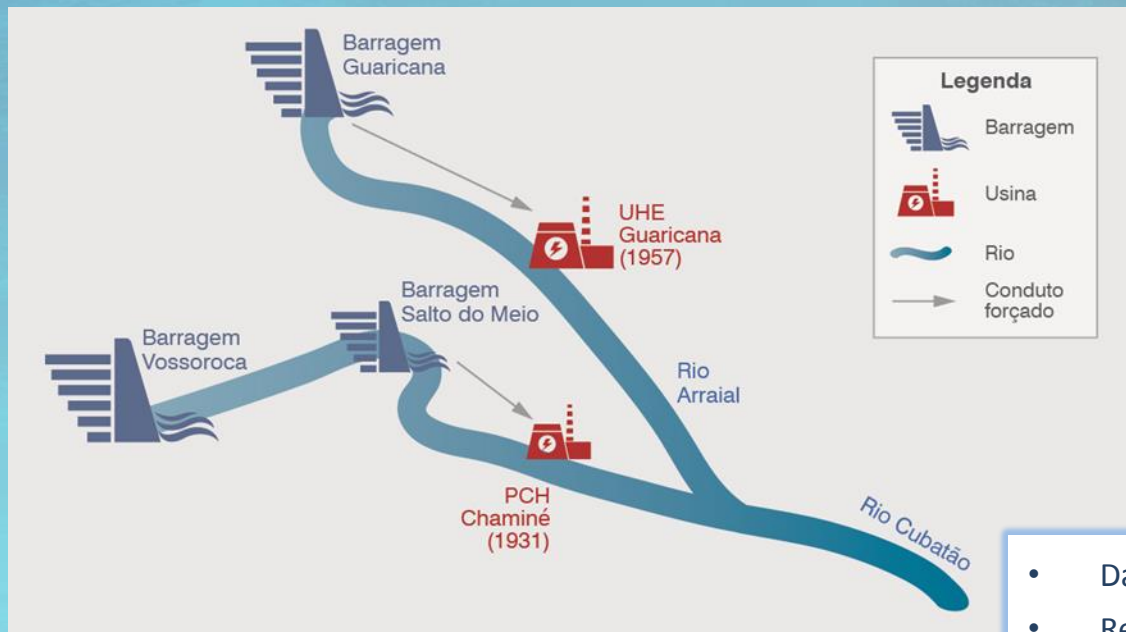 Barragem
Guaricana
Legenda
Barragem
Usina
Rio
Conduto
forçado
UHE
Guaricana
(1957)
Barragem
Salto do Meio
Barragem
Vossoroca
Rio
Arraial
PCH
Chaminé
(1931)
Rio Cubatão